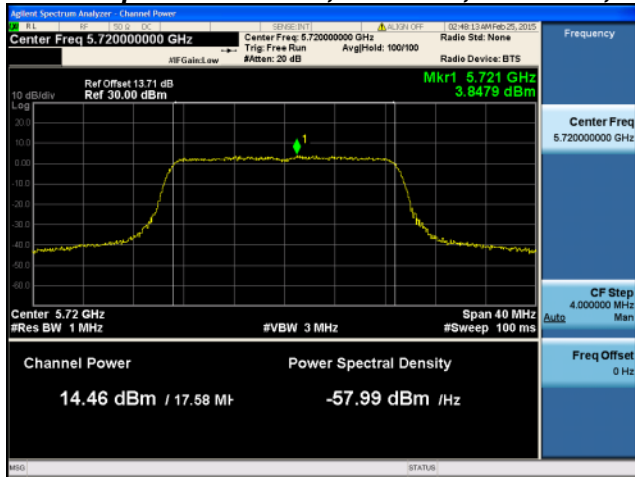 Agilent Spectrum Analyzer - Channel Power
RL RF 50 Ω DC SENSE:INT ALIGN OFF 02:48:13 AM Feb 25, 2015
Center Freq 5.720000000 GHz
Center Freq: 5.720000000 GHz
Radio Std: None
Trig: Free Run Avg|Hold: 100/100
#IFGain:Low
#Atten: 20 dB
Radio Device: BTS
Ref Offset 13.71 dB
Mkr1 5.721 GHz
10 dB/div Ref 30.00 dBm
3.8479 dBm
Log
20.0
10.0
1
0.00
-10.0
-20.0
-30.0
-40.0
-50.0
-60.0
Center 5.72 GHz
Span 40 MHz
#Res BW 1 MHz
#VBW 3 MHz
#Sweep 100 ms
Channel Power
Power Spectral Density
14.46 dBm / 17.58 MH
-57.99 dBm /Hz
MSG
STATUS
Frequency
Center Freq
5.720000000 GHz
CF Step
4.000000 MHz
Auto Man
Freq Offset
0 Hz